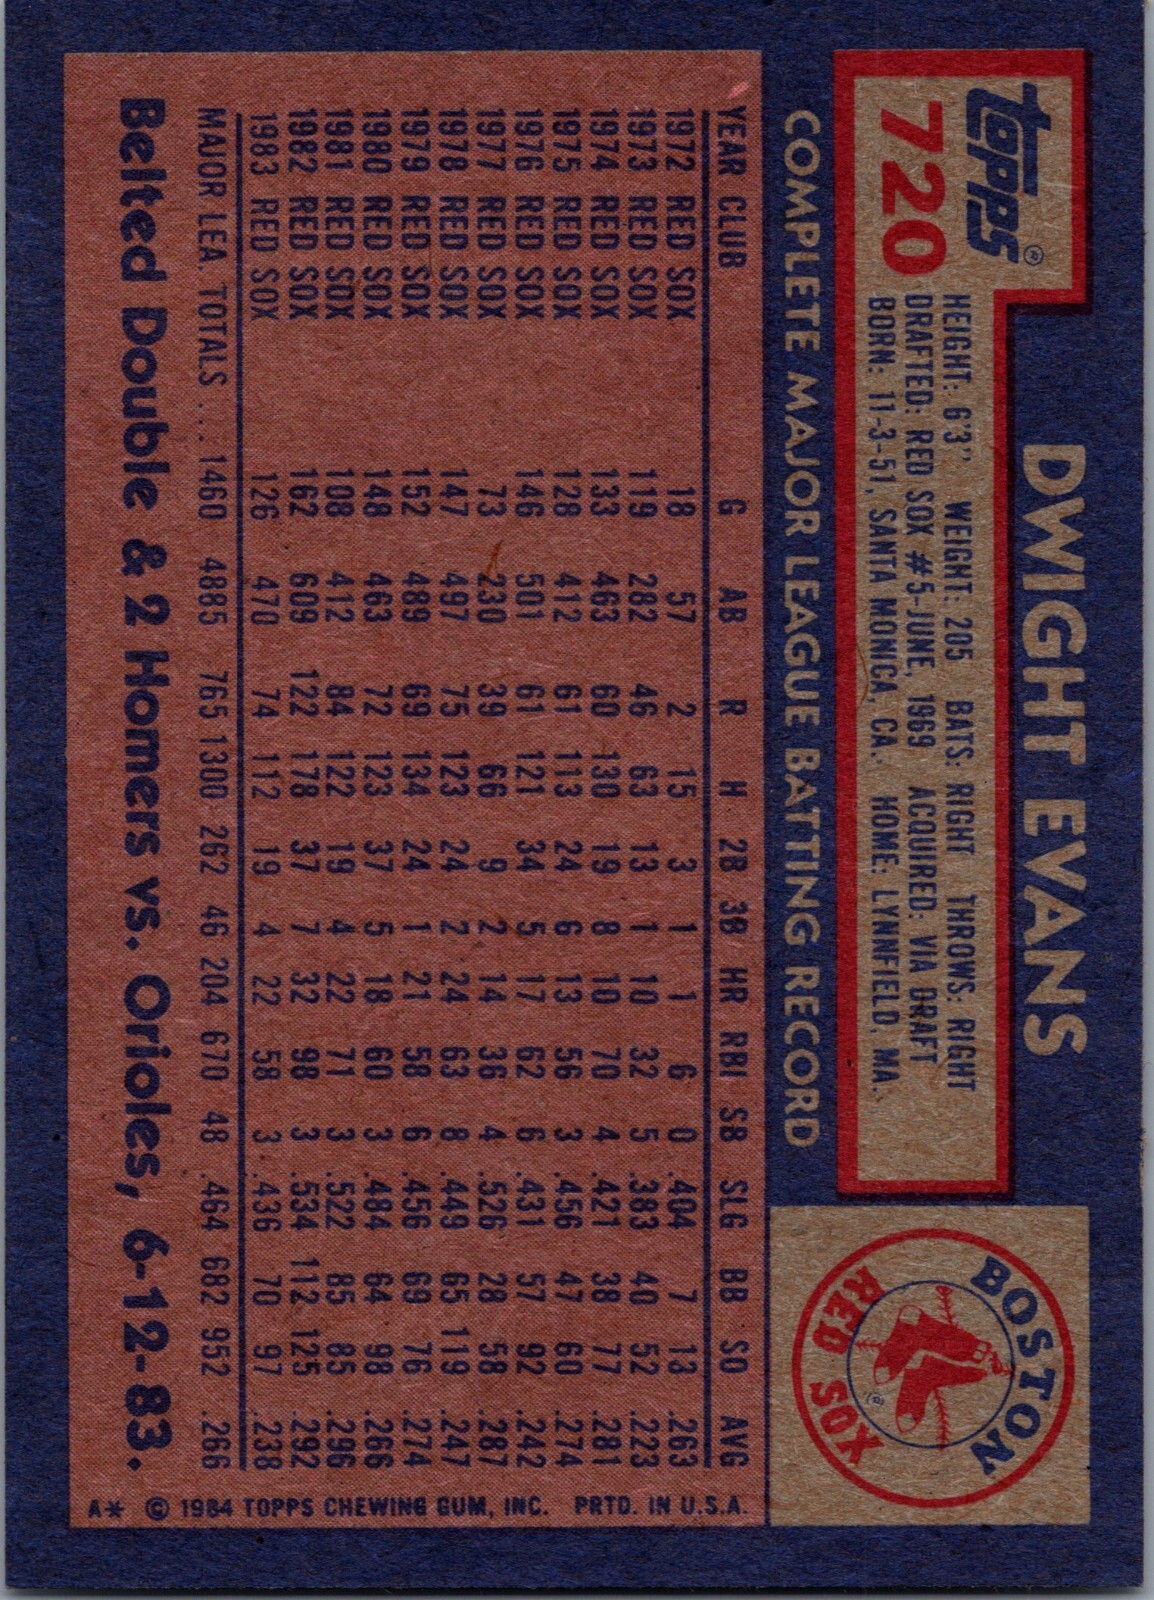 DWIGHT EVANS
topps®
720
HEIGHT: 6'3" WEIGHT: 205 BATS: RIGHT THROWS: RIGHT
DRAFTED: RED SOX #5-JUNE, 1969 ACQUIRED: VIA DRAFT
BORN: 11-3-51, SANTA MONICA, CA. HOME: LYNNFIELD, MA.
BOSTON
RED SOX
®
COMPLETE MAJOR LEAGUE BATTING RECORD
YEAR CLUB G AB R H 2B 3B HR RBI SB SLG BB SO AVG
1972 RED SOX 18 57 2 15 3 1 1 6 0 .404 7 13 .263
1973 RED SOX 119 282 46 63 13 1 10 32 5 .383 40 52 .223
1974 RED SOX 133 463 60 130 19 8 10 70 4 .421 38 77 .281
1975 RED SOX 128 412 61 113 24 6 13 56 3 .456 47 60 .274
1976 RED SOX 146 501 61 121 34 5 17 62 6 .431 57 92 .242
1977 RED SOX 73 230 39 66 9 2 14 36 4 .526 28 58 .287
1978 RED SOX 147 497 75 123 24 2 24 63 8 .449 65 119 .247
1979 RED SOX 152 489 69 134 24 1 21 58 6 .456 69 76 .274
1980 RED SOX 148 463 72 123 37 5 18 60 3 .484 64 98 .266
1981 RED SOX 108 412 84 122 19 4 22 71 3 .522 85 85 .296
1982 RED SOX 162 609 122 178 37 7 32 98 3 .534 112 125 .292
1983 RED SOX 126 470 74 112 19 4 22 58 3 .436 70 97 .238
MAJOR LEA. TOTALS ... 1460 4885 765 1300 262 46 204 670 48 .464 682 952 .266
Belted Double & 2 Homers vs. Orioles, 6-12-83.
A* © 1984 TOPPS CHEWING GUM, INC. PRTD. IN U.S.A.